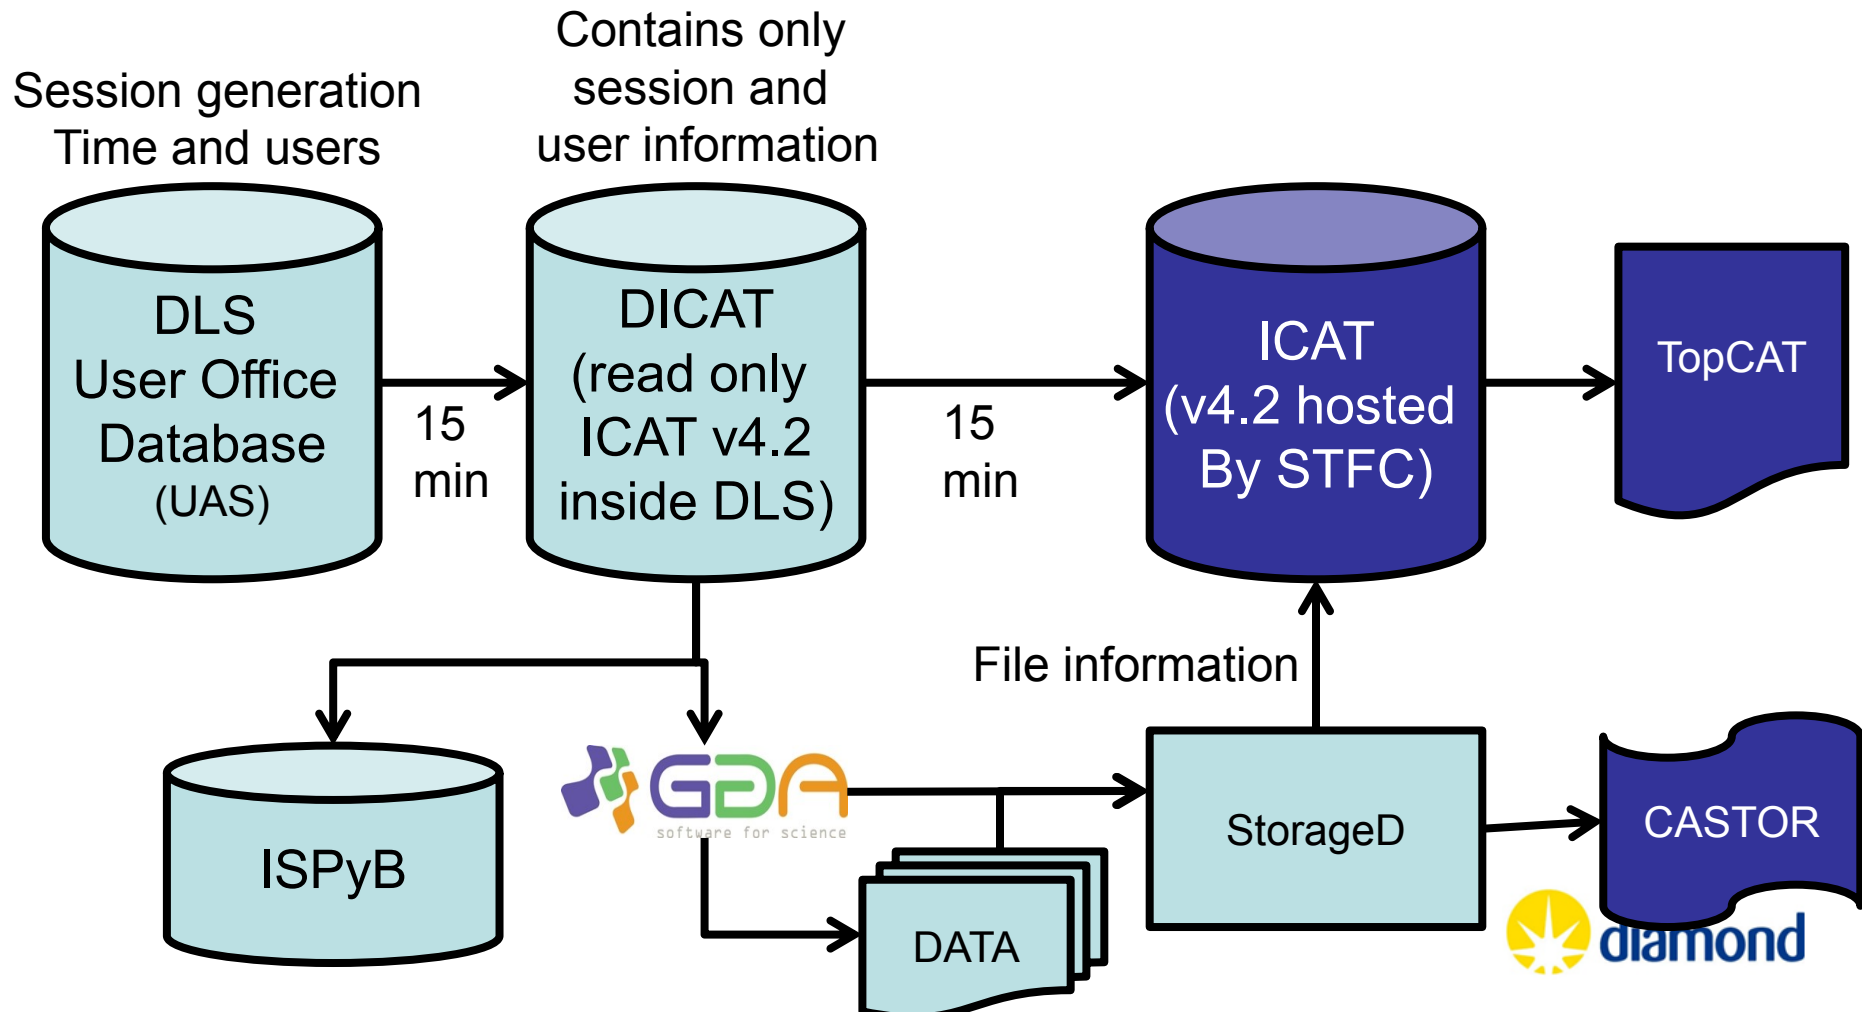 Session generation
Time and users
Contains only
session and
user information
DLS
User Office
Database
(UAS)
15
min
DICAT
(read only
ICAT v4.2
inside DLS)
15
min
ICAT
(v4.2 hosted
By STFC)
TopCAT
File information
ISPyB
GDA
software for science
DATA
StorageD
CASTOR
diamond